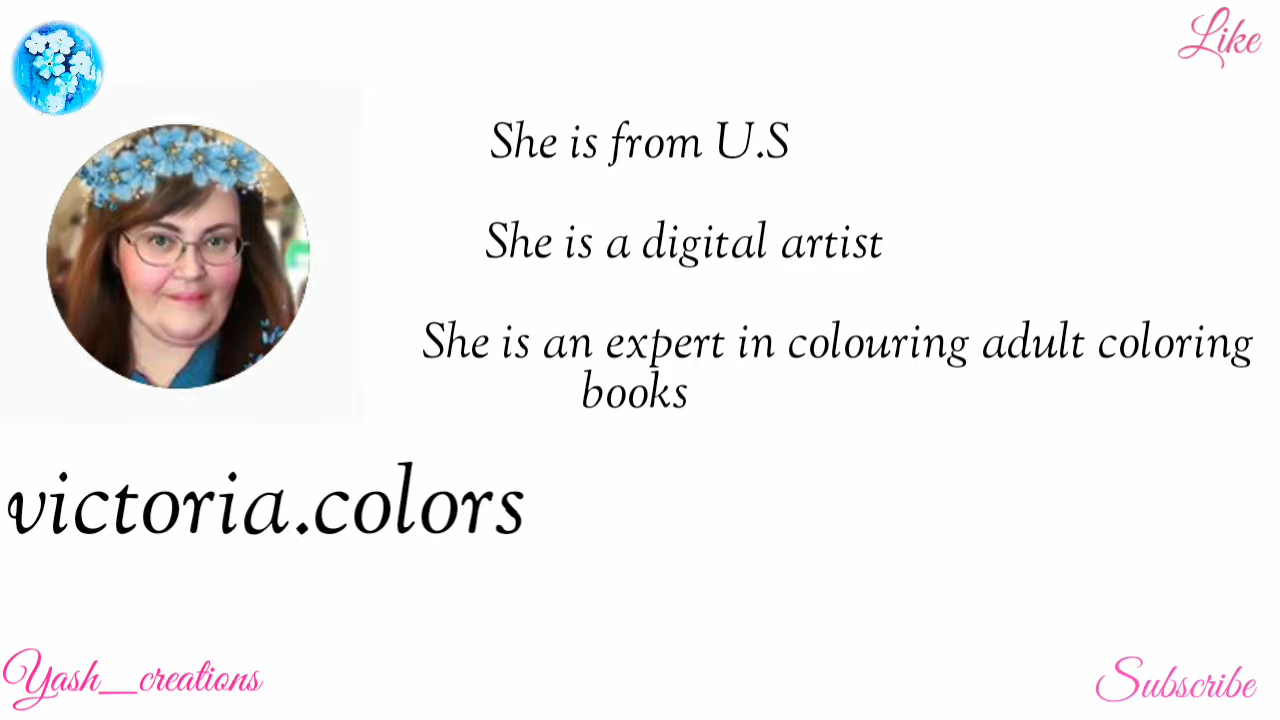 Like
She is from U.S
She is a digital artist
She is an expert in colouring adult coloring
books
victoria.colors
Yash__creations
Subscribe